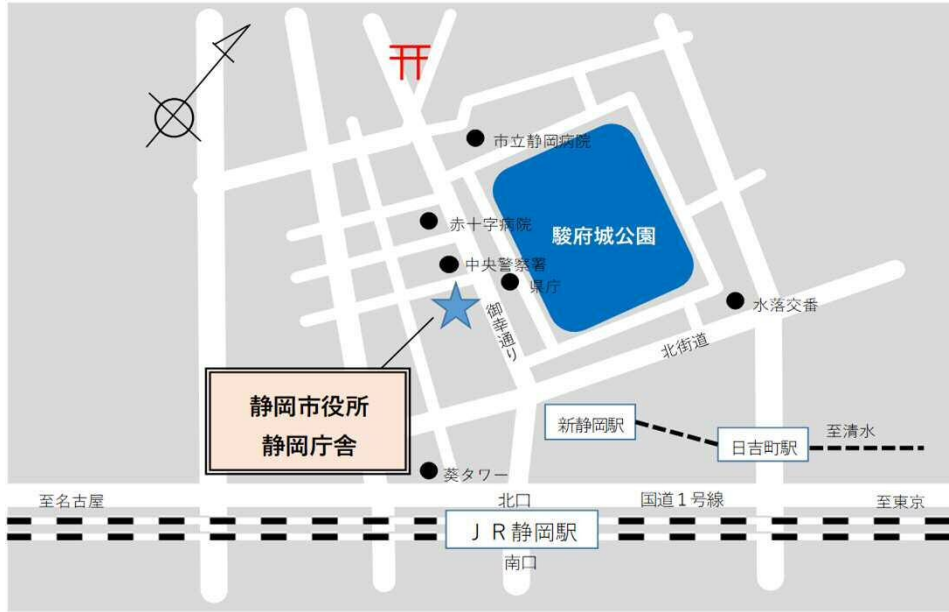 市立静岡病院
赤十字病院
駿府城公園
中央警察署
県庁
御幸通り
水落交番
北街道
静岡市役所
静岡庁舎
新静岡駅
日吉町駅
至清水
葵タワー
至名古屋
北口
国道１号線
至東京
ＪＲ静岡駅
南口